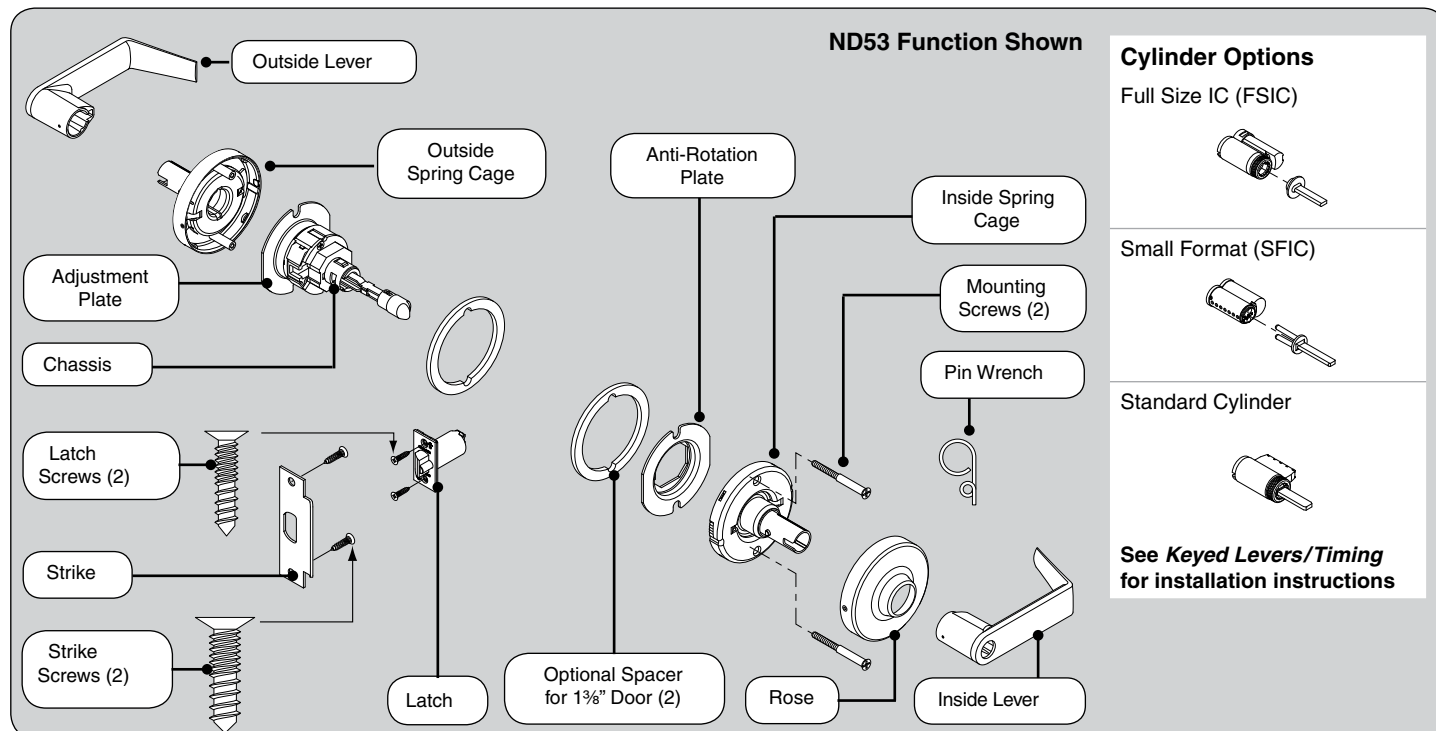 ND53 Function Shown
Outside Lever
Outside
Spring Cage
Anti-Rotation
Plate
Inside Spring
Cage
Adjustment
Plate
Mounting
Screws (2)
Chassis
Pin Wrench
Latch
Screws (2)
Strike
Strike
Screws (2)
Latch
Optional Spacer
for 1⅜” Door (2)
Rose
Inside Lever
Cylinder Options
Full Size IC (FSIC)
Small Format (SFIC)
Standard Cylinder
See Keyed Levers/Timing
for installation instructions